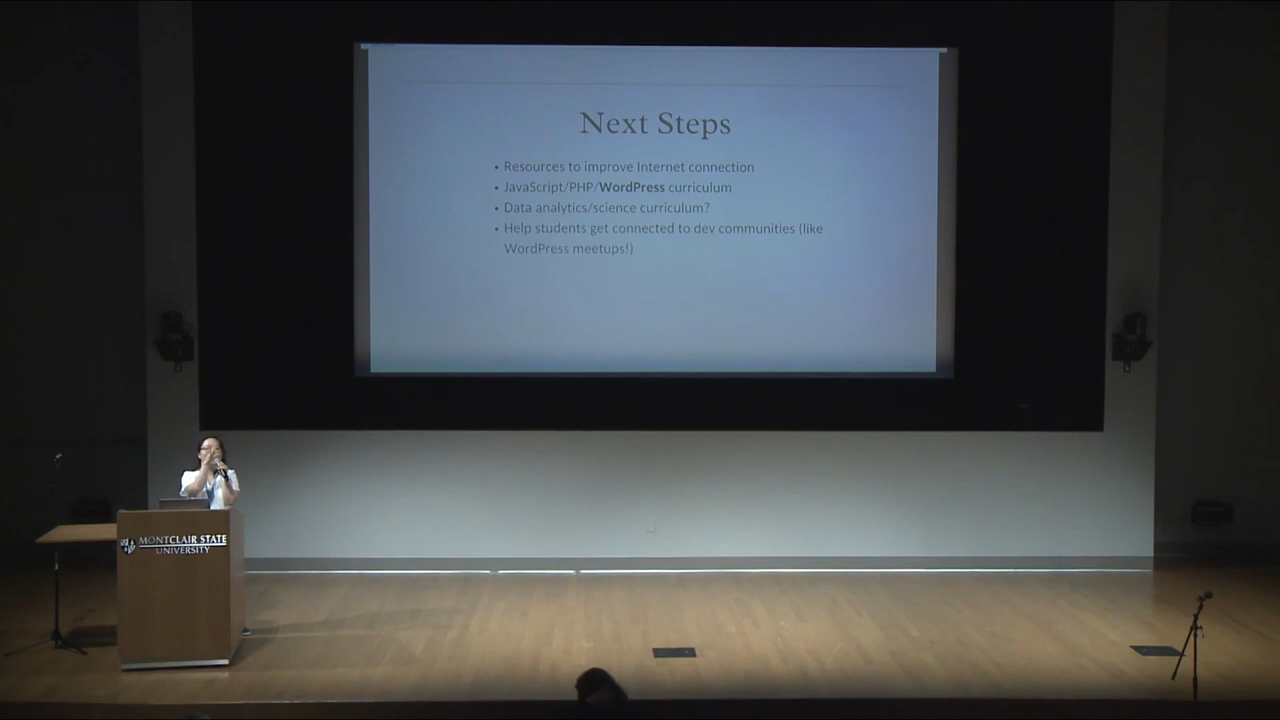 Next Steps
• Resources to improve Internet connection
• JavaScript/PHP/WordPress curriculum
• Data analytics/science curriculum?
• Help students get connected to dev communities (like
WordPress meetups!)
MONTCLAIR STATE
UNIVERSITY